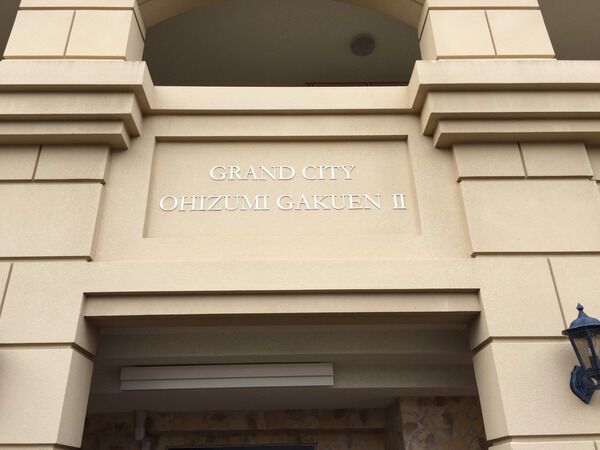 GRAND CITY
OHIZUMI GAKUEN II